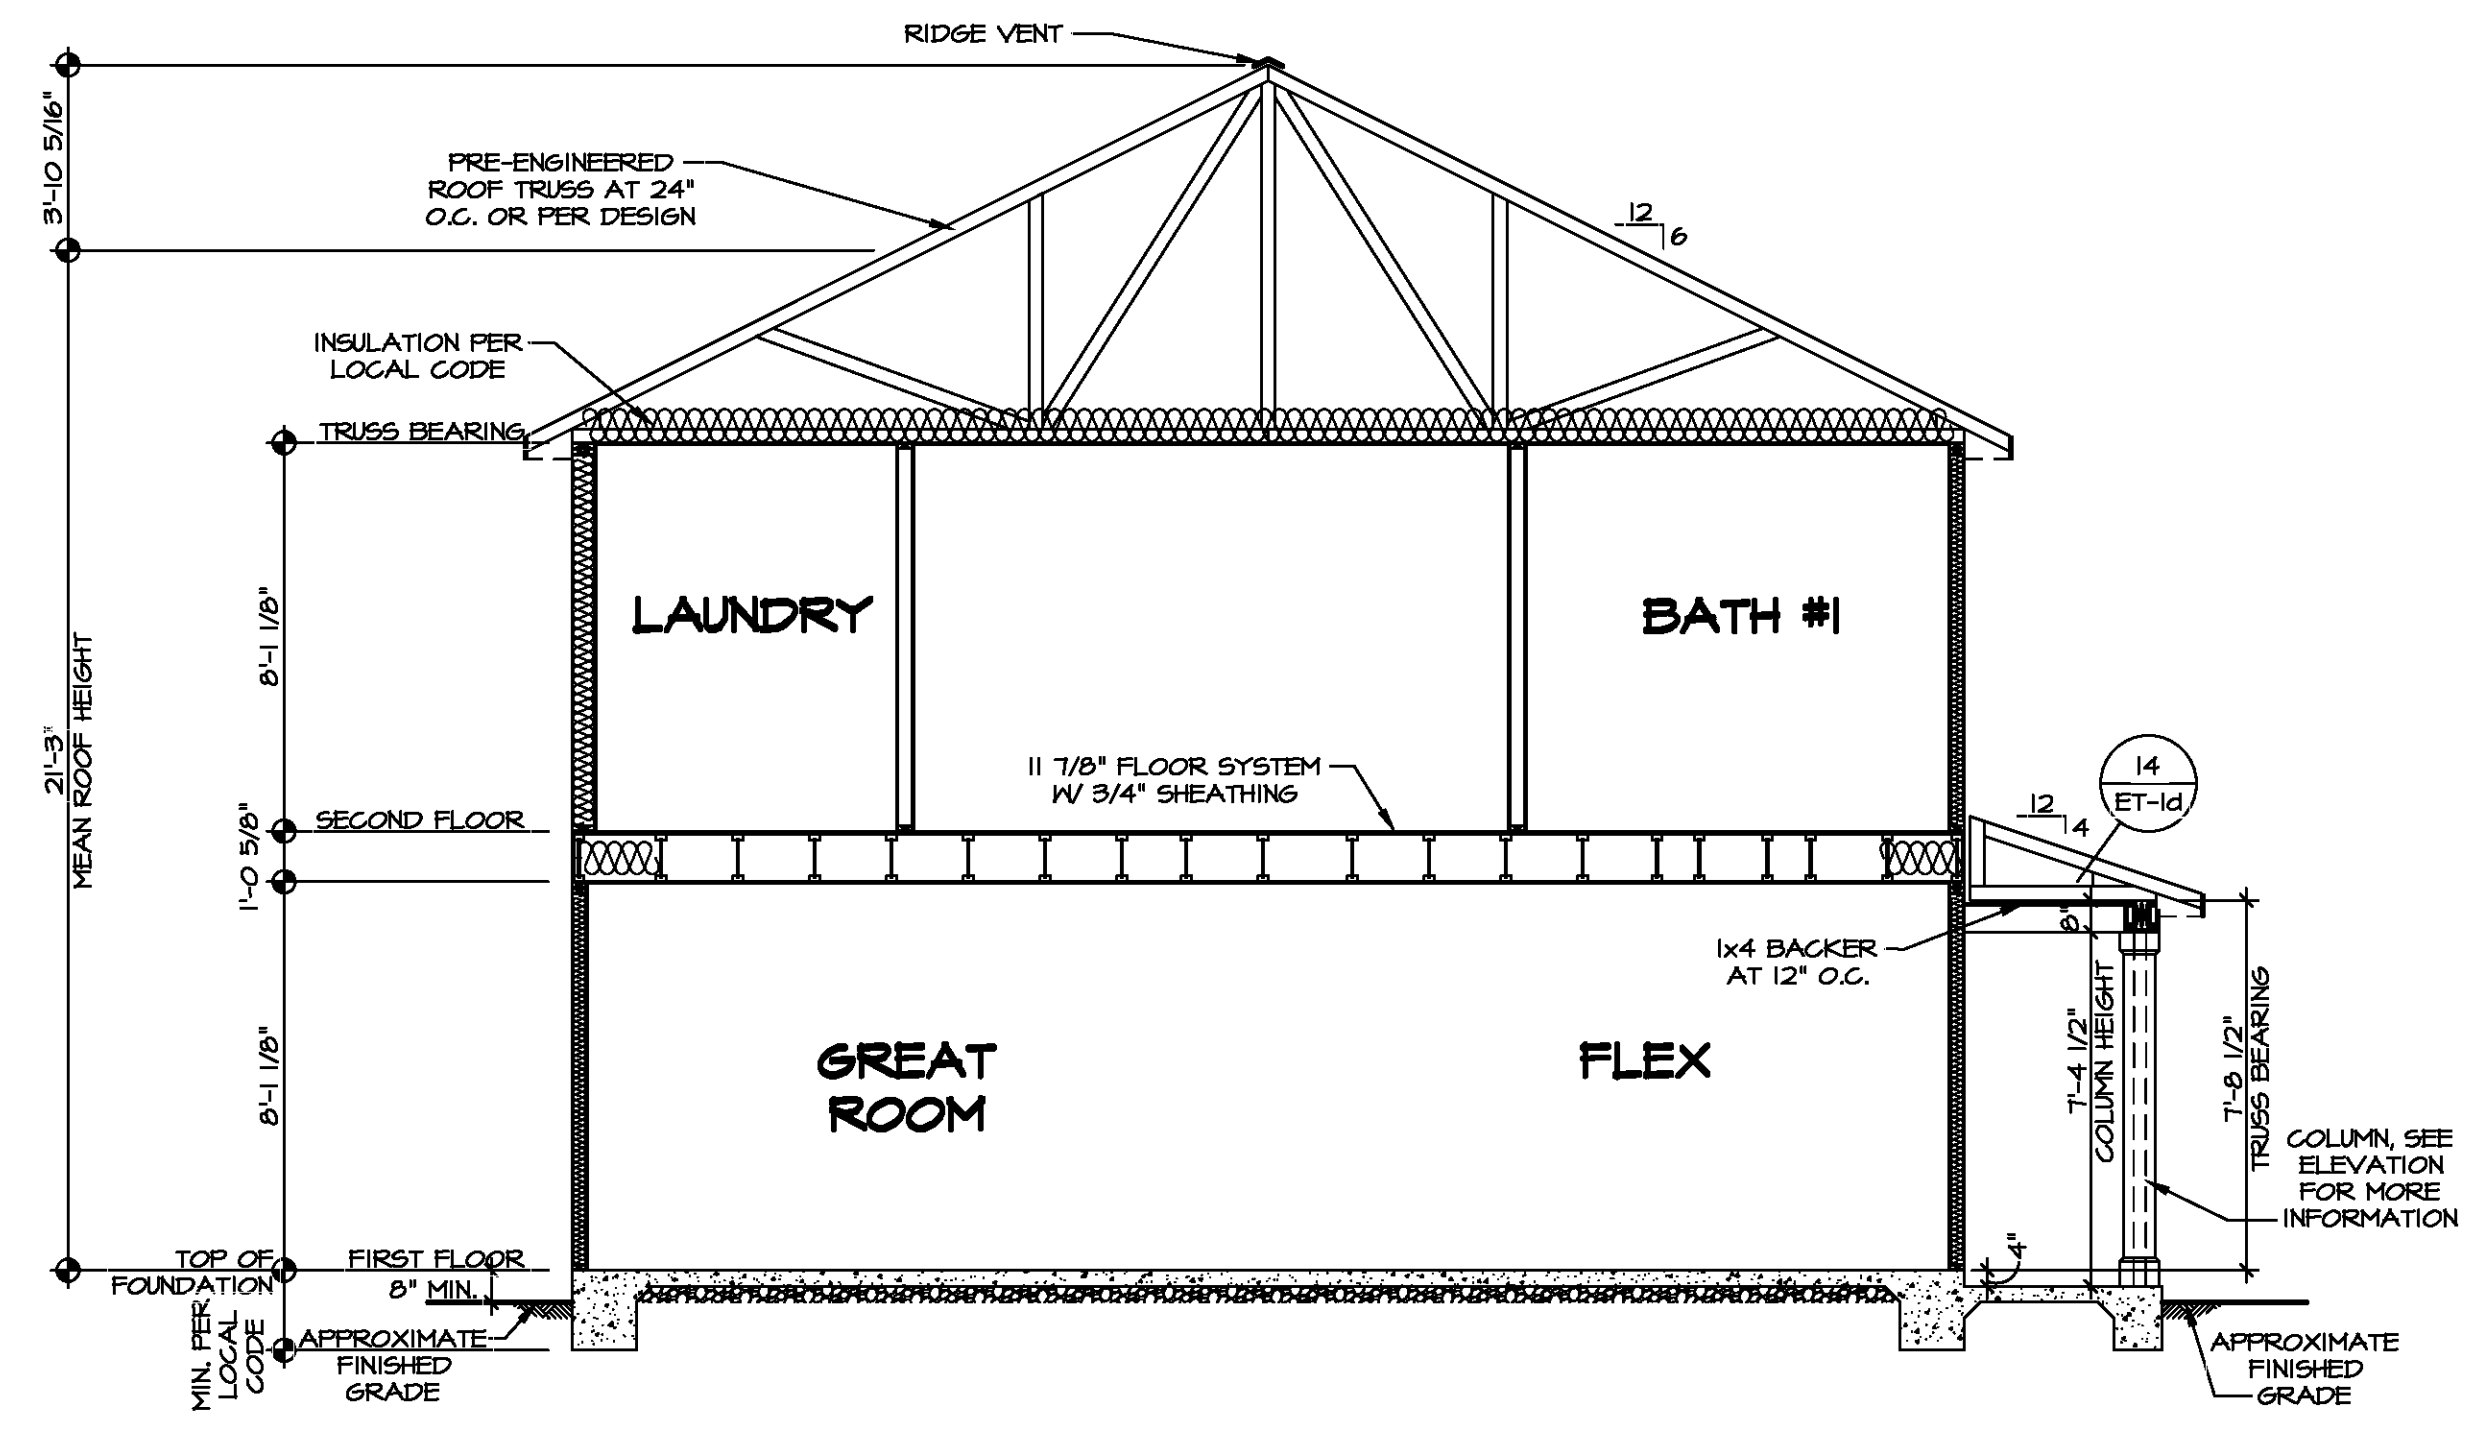 RIDGE VENT
3'-10 5/16"
PRE-ENGINEERED
ROOF TRUSS AT 24"
O.C. OR PER DESIGN
12
6
INSULATION PER
LOCAL CODE
TRUSS BEARING
8'-1 1/8"
LAUNDRY
BATH #1
21'-3"
MEAN ROOF HEIGHT
11 7/8" FLOOR SYSTEM
W/ 3/4" SHEATHING
14
ET-1d
12
4
SECOND FLOOR
1'-0 5/8"
8"
1x4 BACKER
AT 12" O.C.
8'-1 1/8"
GREAT
ROOM
FLEX
7'-4 1/2"
COLUMN HEIGHT
7'-8 1/2"
TRUSS BEARING
COLUMN, SEE
ELEVATION
FOR MORE
INFORMATION
4"
TOP OF
FOUNDATION
FIRST FLOOR
8" MIN.
MIN. PER
LOCAL
CODE
APPROXIMATE
FINISHED
GRADE
APPROXIMATE
FINISHED
GRADE